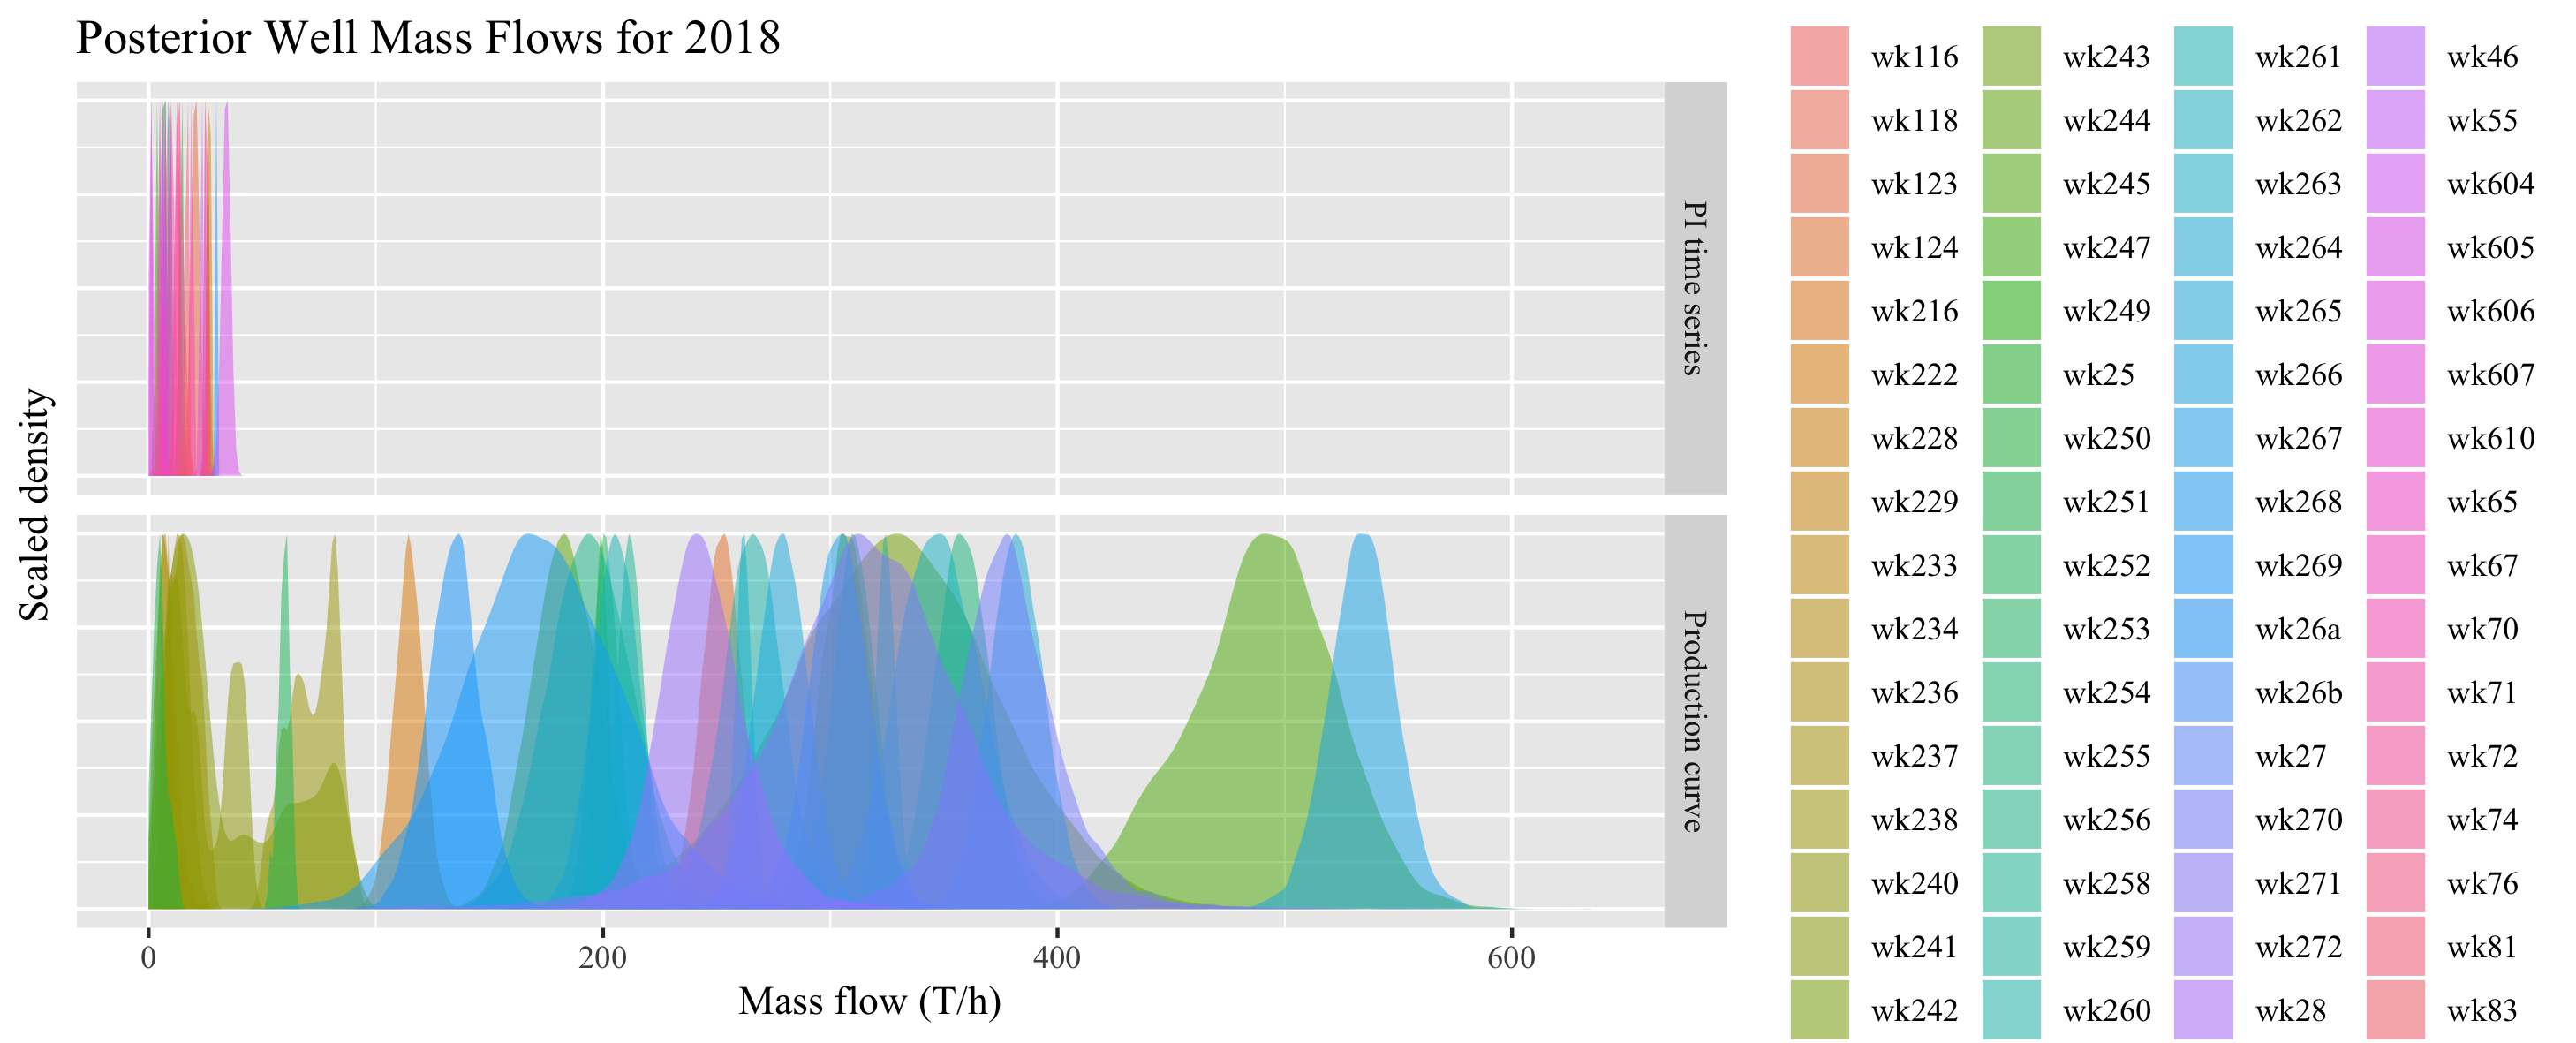 Posterior Well Mass Flows for 2018
Scaled density
PI time series
Production curve
0 200 400 600
Mass flow (T/h)
wk116 wk243 wk261 wk46
wk118 wk244 wk262 wk55
wk123 wk245 wk263 wk604
wk124 wk247 wk264 wk605
wk216 wk249 wk265 wk606
wk222 wk25 wk266 wk607
wk228 wk250 wk267 wk610
wk229 wk251 wk268 wk65
wk233 wk252 wk269 wk67
wk234 wk253 wk26a wk70
wk236 wk254 wk26b wk71
wk237 wk255 wk27 wk72
wk238 wk256 wk270 wk74
wk240 wk258 wk271 wk76
wk241 wk259 wk272 wk81
wk242 wk260 wk28 wk83